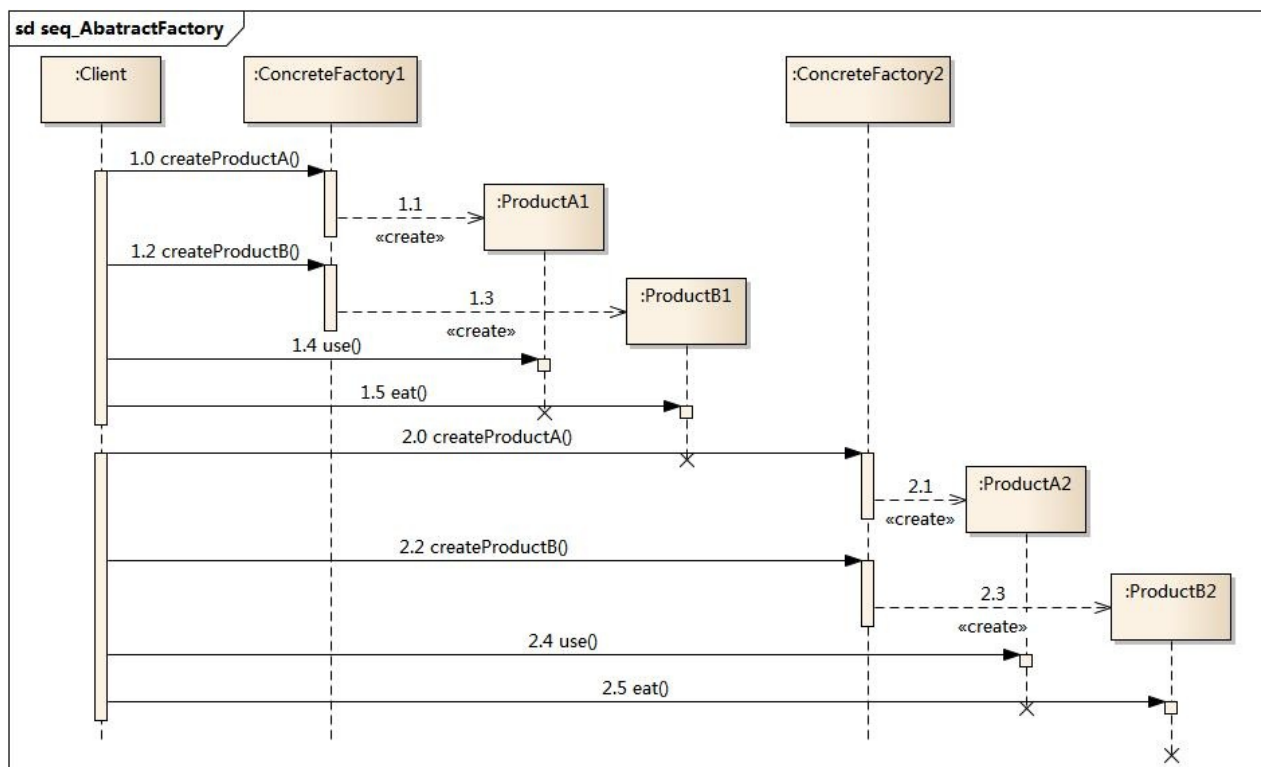 sd seq_AbatractFactory
:Client
:ConcreteFactory1
:ConcreteFactory2
1.0 createProductA()
:ProductA1
1.1
«create»
1.2 createProductB()
:ProductB1
1.3
«create»
1.4 use()
1.5 eat()
2.0 createProductA()
:ProductA2
2.1
«create»
2.2 createProductB()
:ProductB2
2.3
«create»
2.4 use()
2.5 eat()